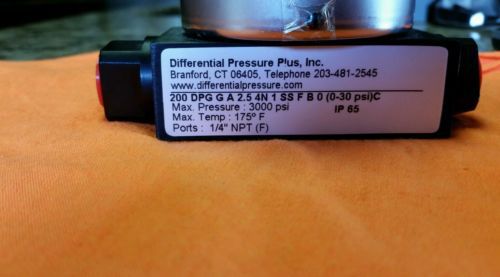 Differential Pressure Plus, Inc.
Branford, CT 06405, Telephone 203-481-2545
www.differentialpressure.com
200 DPG G A 2.5 4N 1 SS F B 0 (0-30 psi)C
Max. Pressure : 3000 psi IP 65
Max. Temp : 175º F
Ports : 1/4" NPT (F)